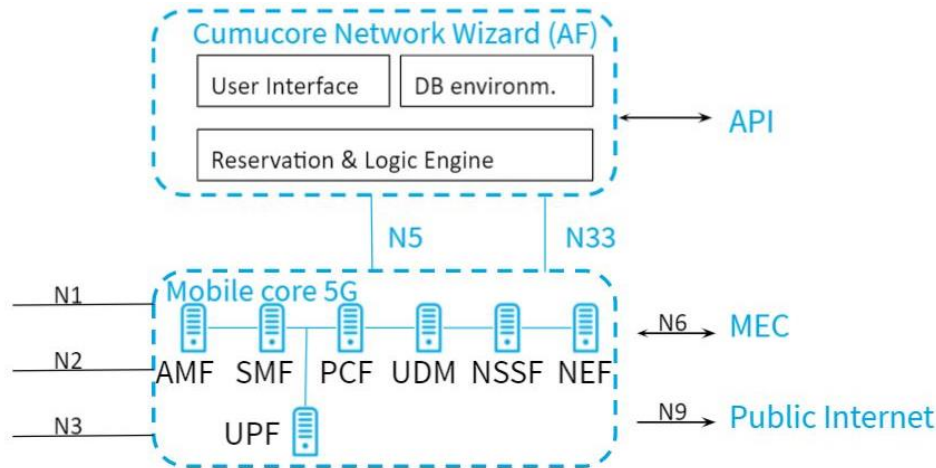 Cumucore Network Wizard (AF)
User Interface
DB environm.
Reservation & Logic Engine
API
N5
N33
Mobile core 5G
N1
N2
N3
AMF SMF PCF UDM NSSF NEF
UPF
N6
MEC
N9
Public Internet